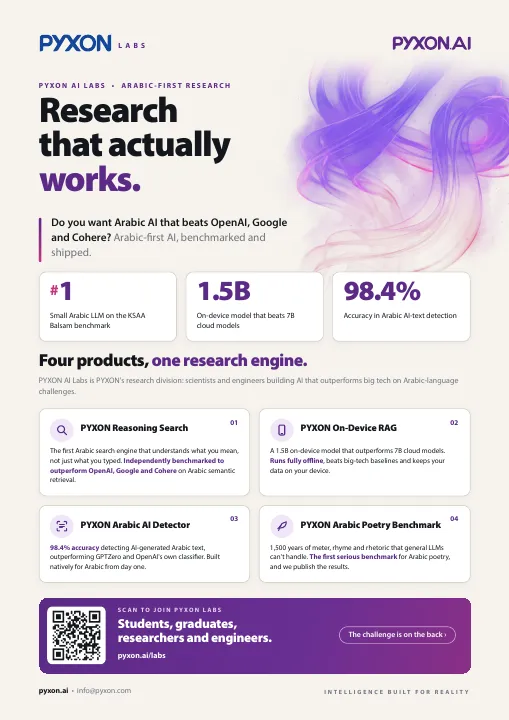 PYXON LABS
PYXON.AI
PYXON AI LABS • ARABIC-FIRST RESEARCH
Research
that actually
works.
Do you want Arabic AI that beats OpenAI, Google
and Cohere? Arabic-first AI, benchmarked and
shipped.
#1
Small Arabic LLM on the KSAA
Balsam benchmark
1.5B
On-device model that beats 7B
cloud models
98.4%
Accuracy in Arabic AI-text detection
Four products, one research engine.
PYXON AI Labs is PYXON's research division: scientists and engineers building AI that outperforms big tech on Arabic-language
challenges.
PYXON Reasoning Search
01
The first Arabic search engine that understands what you mean,
not just what you typed. Independently benchmarked to
outperform OpenAI, Google and Cohere on Arabic semantic
retrieval.
PYXON On-Device RAG
02
A 1.5B on-device model that outperforms 7B cloud models.
Runs fully offline, beats big-tech baselines and keeps your
data on your device.
PYXON Arabic AI Detector
03
98.4% accuracy detecting AI-generated Arabic text,
outperforming GPTZero and OpenAI's own classifier. Built
natively for Arabic from day one.
PYXON Arabic Poetry Benchmark
04
1,500 years of meter, rhyme and rhetoric that general LLMs
can't handle. The first serious benchmark for Arabic poetry,
and we publish the results.
SCAN TO JOIN PYXON LABS
Students, graduates,
researchers and engineers.
pyxon.ai/labs
The challenge is on the back ›
pyxon.ai • info@pyxon.com
INTELLIGENCE BUILT FOR REALITY